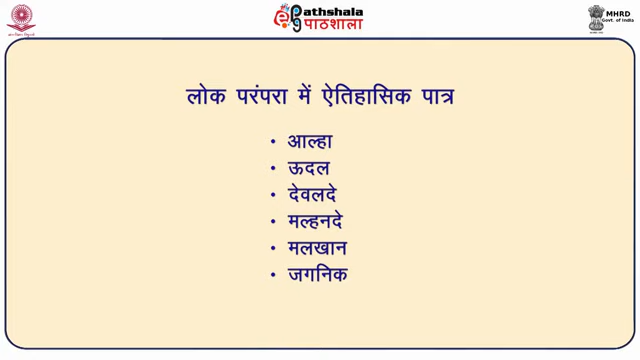 ePathshala
पाठशाला
MHRD
Govt. of India
लोक परंपरा में ऐतिहासिक पात्र
• आल्हा
• ऊदल
• देवलदे
• मल्हनदे
• मलखान
• जगनिक